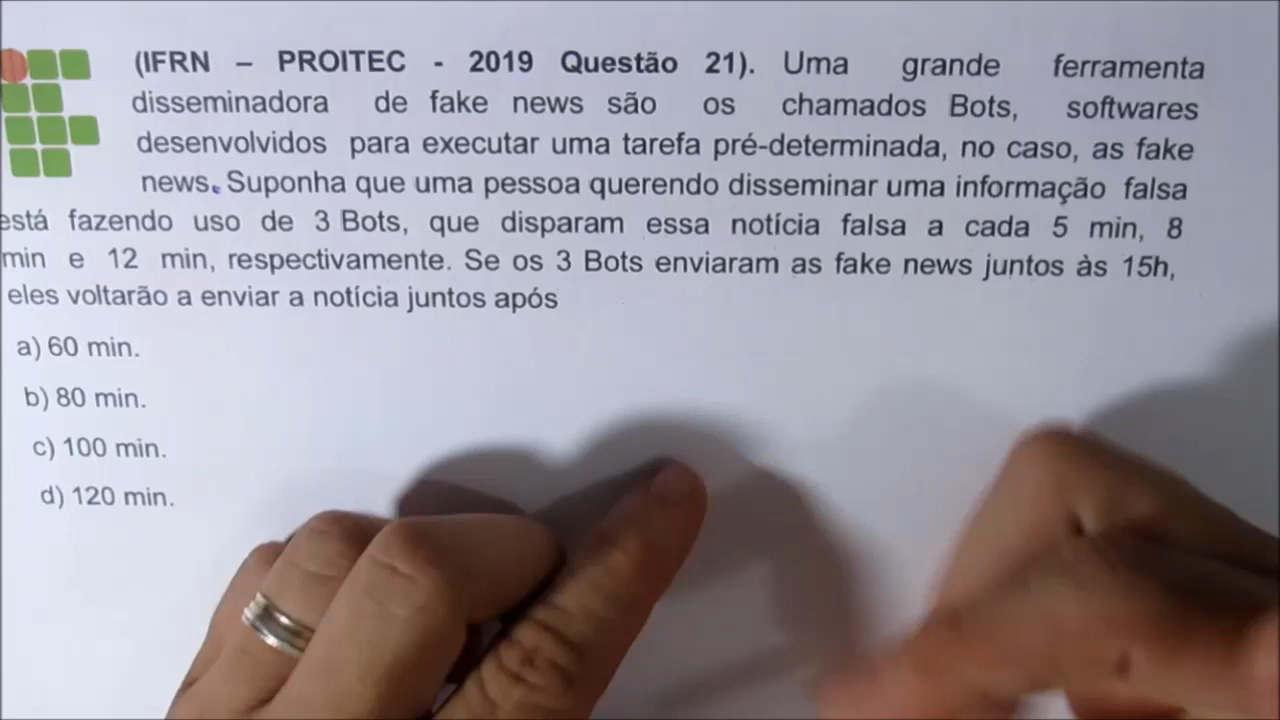 (IFRN – PROITEC - 2019 Questão 21). Uma grande ferramenta
disseminadora de fake news são os chamados Bots, softwares
desenvolvidos para executar uma tarefa pré-determinada, no caso, as fake
news. Suponha que uma pessoa querendo disseminar uma informação falsa
está fazendo uso de 3 Bots, que disparam essa notícia falsa a cada 5 min, 8
min e 12 min, respectivamente. Se os 3 Bots enviaram as fake news juntos às 15h,
eles voltarão a enviar a notícia juntos após
a) 60 min.
b) 80 min.
c) 100 min.
d) 120 min.